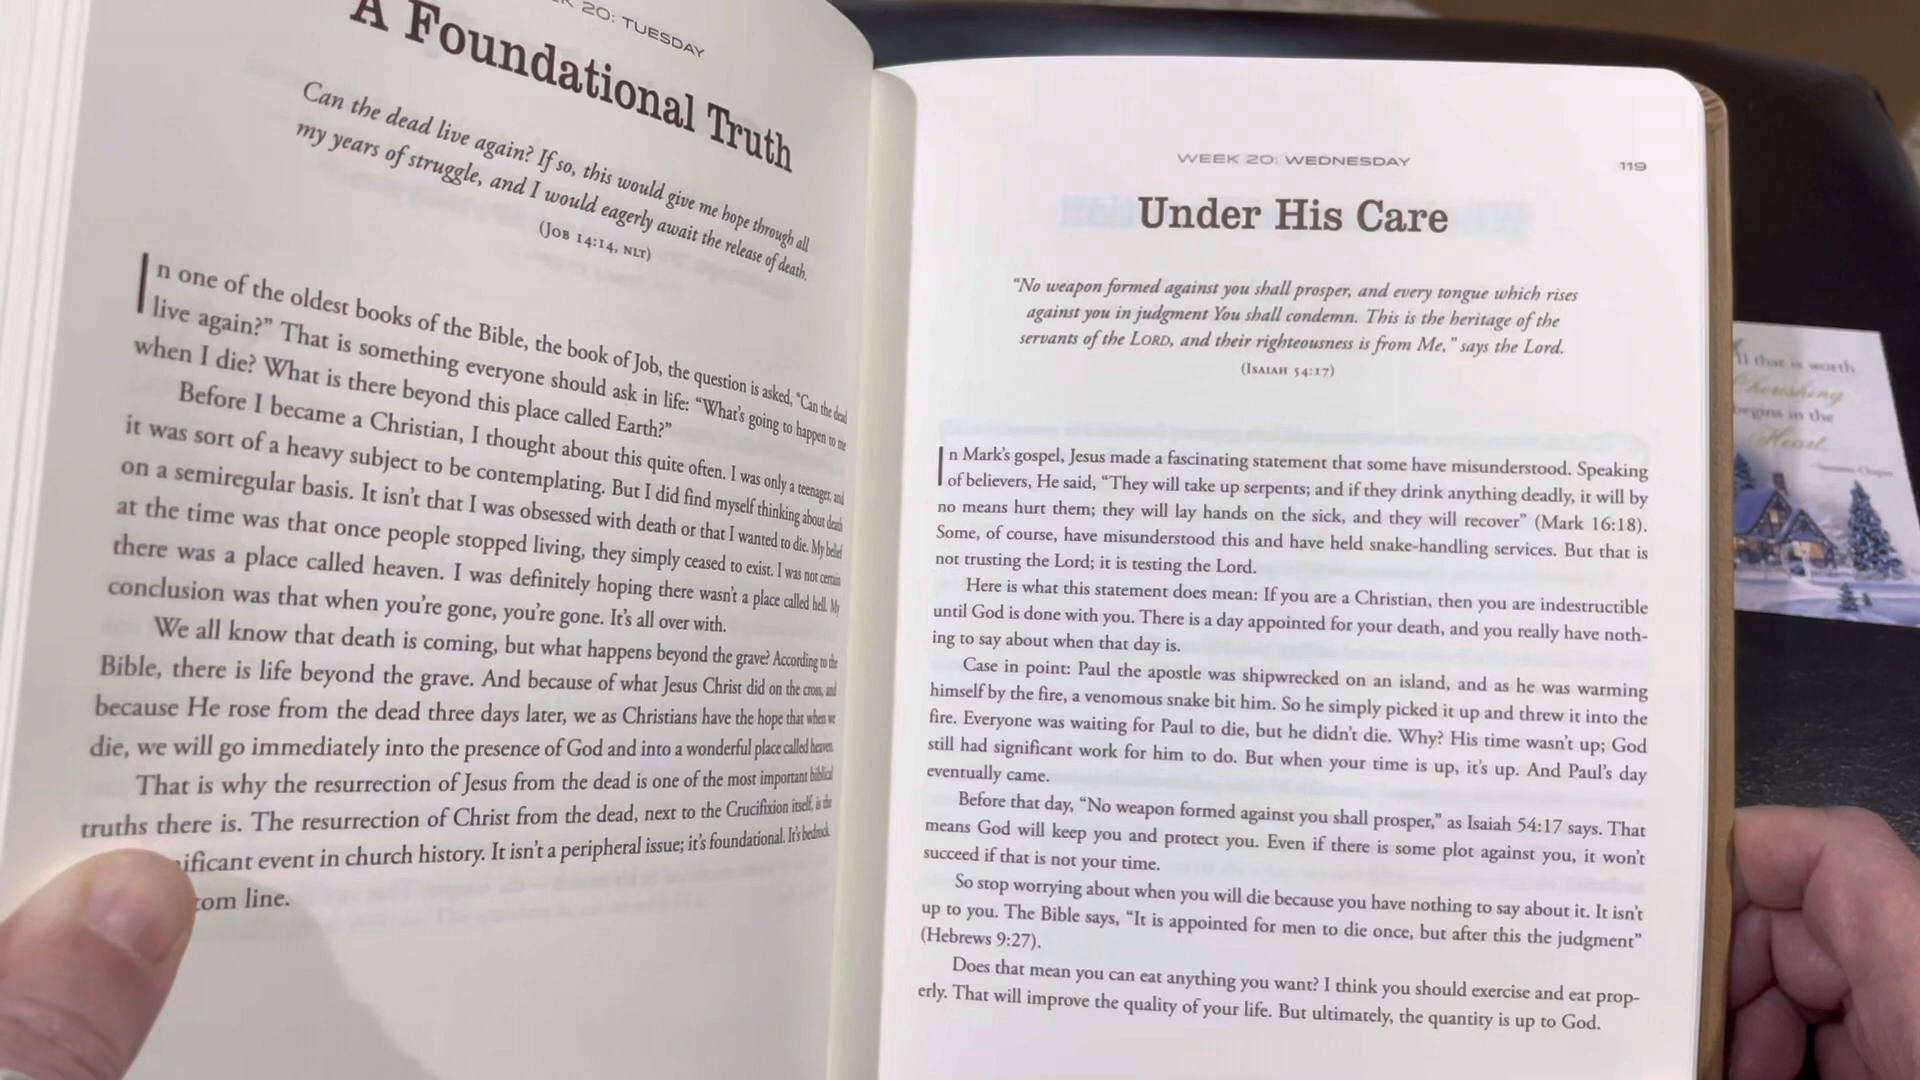 20: TUESDAY
A Foundational Truth
Can the dead live again? If so, this would give me hope through all
my years of struggle, and I would eagerly await the release of death.
(JOB 14:14, NLT)
In one of the oldest books of the Bible, the book of Job, the question is asked, “Can the dead
live again?” That is something everyone should ask in life: “What’s going to happen to me
when I die? What is there beyond this place called Earth?”
Before I became a Christian, I thought about this quite often. I was only a teenager, and
it was sort of a heavy subject to be contemplating. But I did find myself thinking about death
on a semiregular basis. It isn’t that I was obsessed with death or that I wanted to die. My belief
at the time was that once people stopped living, they simply ceased to exist. I was not certain
there was a place called heaven. I was definitely hoping there wasn’t a place called hell. My
conclusion was that when you’re gone, you’re gone. It’s all over with.
We all know that death is coming, but what happens beyond the grave? According to the
Bible, there is life beyond the grave. And because of what Jesus Christ did on the cross, and
because He rose from the dead three days later, we as Christians have the hope that when we
die, we will go immediately into the presence of God and into a wonderful place called heaven.
That is why the resurrection of Jesus from the dead is one of the most important biblical
truths there is. The resurrection of Christ from the dead, next to the Crucifixion itself, is the
nificant event in church history. It isn’t a peripheral issue; it’s foundational. It’s bedrock
tom line.
WEEK 20: WEDNESDAY
119
Under His Care
“No weapon formed against you shall prosper, and every tongue which rises
against you in judgment You shall condemn. This is the heritage of the
servants of the LORD, and their righteousness is from Me,” says the Lord.
(ISAIAH 54:17)
In Mark’s gospel, Jesus made a fascinating statement that some have misunderstood. Speaking
of believers, He said, “They will take up serpents; and if they drink anything deadly, it will by
no means hurt them; they will lay hands on the sick, and they will recover” (Mark 16:18).
Some, of course, have misunderstood this and have held snake-handling services. But that is
not trusting the Lord; it is testing the Lord.
Here is what this statement does mean: If you are a Christian, then you are indestructible
until God is done with you. There is a day appointed for your death, and you really have noth-
ing to say about when that day is.
Case in point: Paul the apostle was shipwrecked on an island, and as he was warming
himself by the fire, a venomous snake bit him. So he simply picked it up and threw it into the
fire. Everyone was waiting for Paul to die, but he didn’t die. Why? His time wasn’t up; God
still had significant work for him to do. But when your time is up, it’s up. And Paul’s day
eventually came.
Before that day, “No weapon formed against you shall prosper,” as Isaiah 54:17 says. That
means God will keep you and protect you. Even if there is some plot against you, it won’t
succeed if that is not your time.
So stop worrying about when you will die because you have nothing to say about it. It isn’t
up to you. The Bible says, “It is appointed for men to die once, but after this the judgment”
(Hebrews 9:27).
Does that mean you can eat anything you want? I think you should exercise and eat prop-
erly. That will improve the quality of your life. But ultimately, the quantity is up to God.
that is worth
Cherishing
begins in the
Heart.